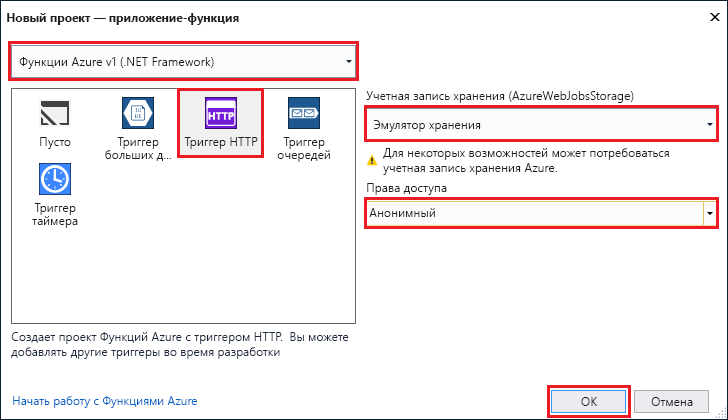 Новый проект — приложение-функция
Функции Azure v1 (.NET Framework)
Пусто
Триггер
больших д...
HTTP
Триггер HTTP
Триггер
очередей
Триггер
таймера
Учетная запись хранения (AzureWebJobsStorage)
Эмулятор хранения
Для некоторых возможностей может потребоваться
учетная запись хранения Azure.
Права доступа
Анонимный
Создает проект Функций Azure с триггером HTTP. Вы можете
добавлять другие триггеры во время разработки
Начать работу с Функциями Azure
ОК
Отмена